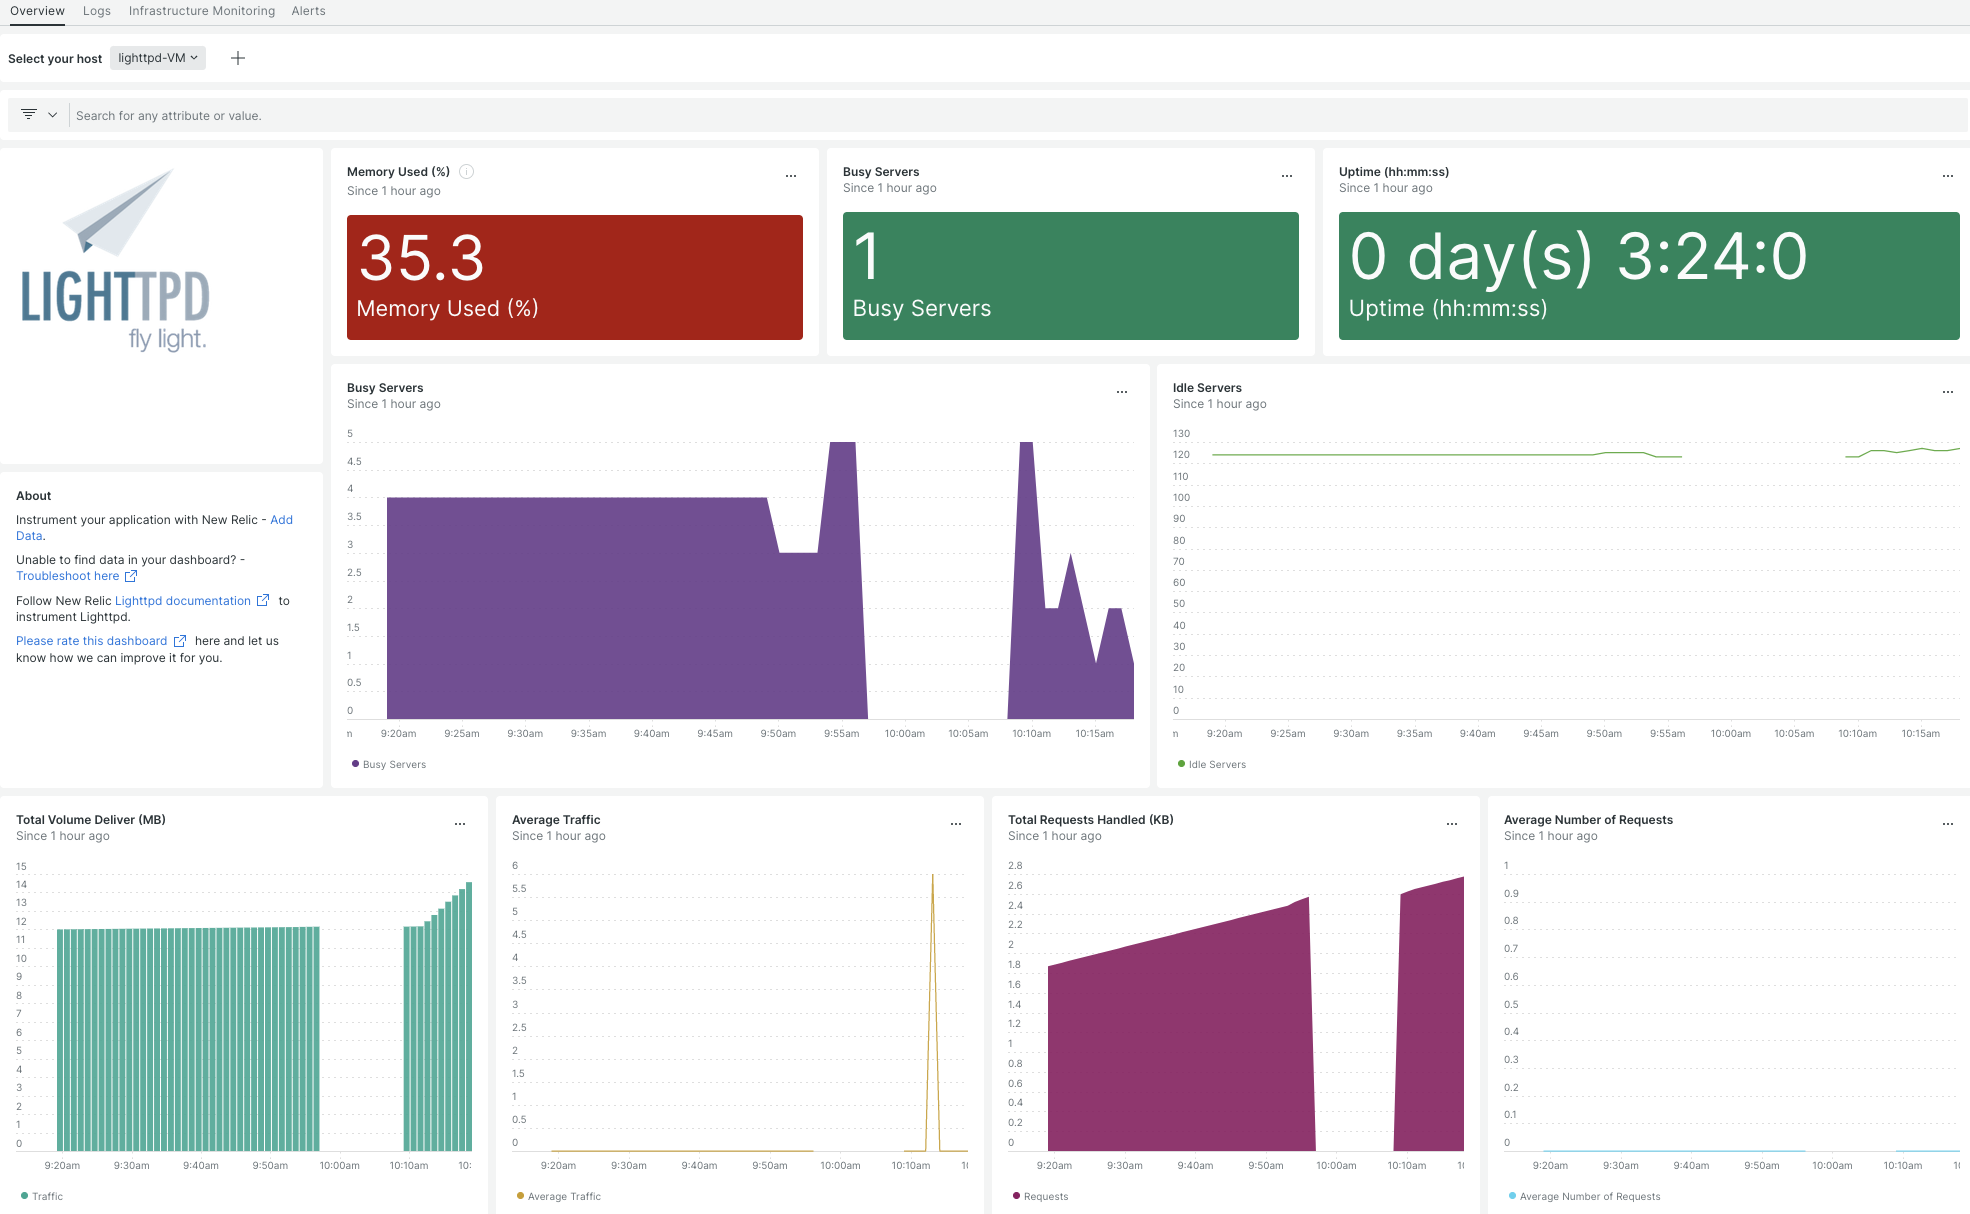 Overview Logs Infrastructure Monitoring Alerts
Select your host lighttpd-VM
Search for any attribute or value.
LIGHTTPD
fly light.
Memory Used (%)
Since 1 hour ago
35.3
Memory Used (%)
Busy Servers
Since 1 hour ago
1
Busy Servers
Uptime (hh:mm:ss)
Since 1 hour ago
0 day(s) 3:24:0
Uptime (hh:mm:ss)
About
Instrument your application with New Relic - Add
Data.
Unable to find data in your dashboard? -
Troubleshoot here
Follow New Relic Lighttpd documentation to
instrument Lighttpd.
Please rate this dashboard here and let us
know how we can improve it for you.
Busy Servers
Since 1 hour ago
5
4.5
4
3.5
3
2.5
2
1.5
1
0.5
0
n 9:20am 9:25am 9:30am 9:35am 9:40am 9:45am 9:50am 9:55am 10:00am 10:05am 10:10am 10:15am
Busy Servers
Idle Servers
Since 1 hour ago
130
120
110
100
90
80
70
60
50
40
30
20
10
0
n 9:20am 9:25am 9:30am 9:35am 9:40am 9:45am 9:50am 9:55am 10:00am 10:05am 10:10am 10:15am
Idle Servers
Total Volume Deliver (MB)
Since 1 hour ago
15
14
13
12
11
10
9
8
7
6
5
4
3
2
1
0
9:20am 9:30am 9:40am 9:50am 10:00am 10:10am 10:
Traffic
Average Traffic
Since 1 hour ago
6
5.5
5
4.5
4
3.5
3
2.5
2
1.5
1
0.5
0
9:20am 9:30am 9:40am 9:50am 10:00am 10:10am 1
Average Traffic
Total Requests Handled (KB)
Since 1 hour ago
2.8
2.6
2.4
2.2
2
1.8
1.6
1.4
1.2
1
0.8
0.6
0.4
0.2
0
9:20am 9:30am 9:40am 9:50am 10:00am 10:10am 1
Requests
Average Number of Requests
Since 1 hour ago
1
0.9
0.8
0.7
0.6
0.5
0.4
0.3
0.2
0.1
0
9:20am 9:30am 9:40am 9:50am 10:00am 10:10am 1
Average Number of Requests